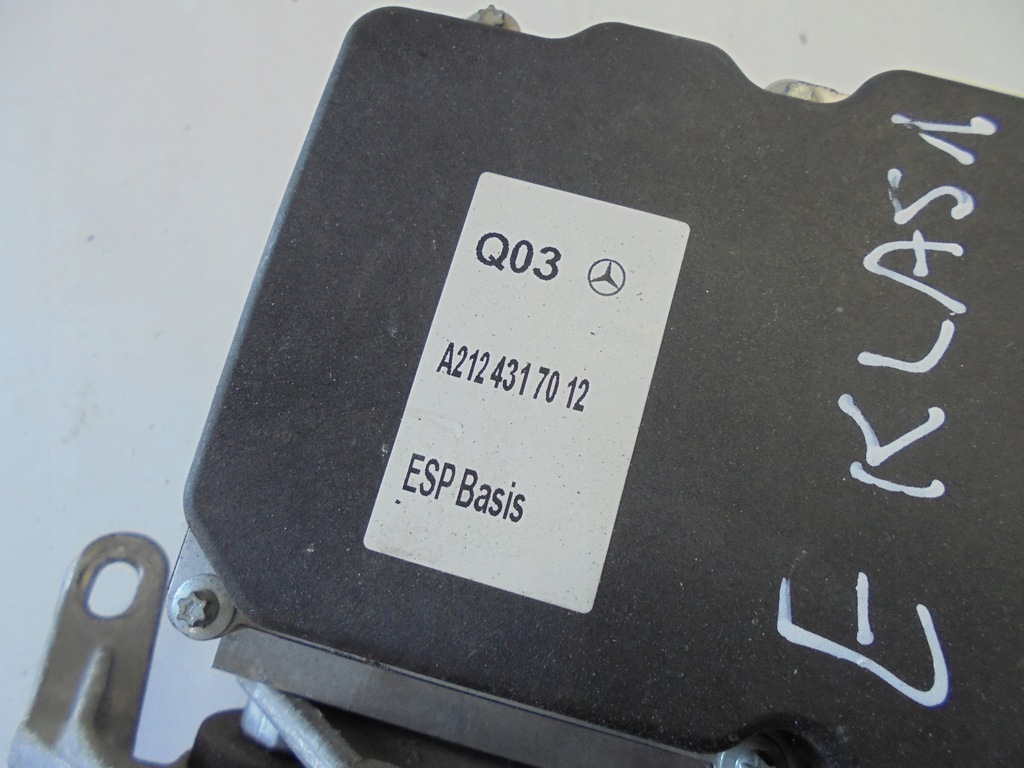 Q03
A212 431 70 12
ESP Basis
E KLASA